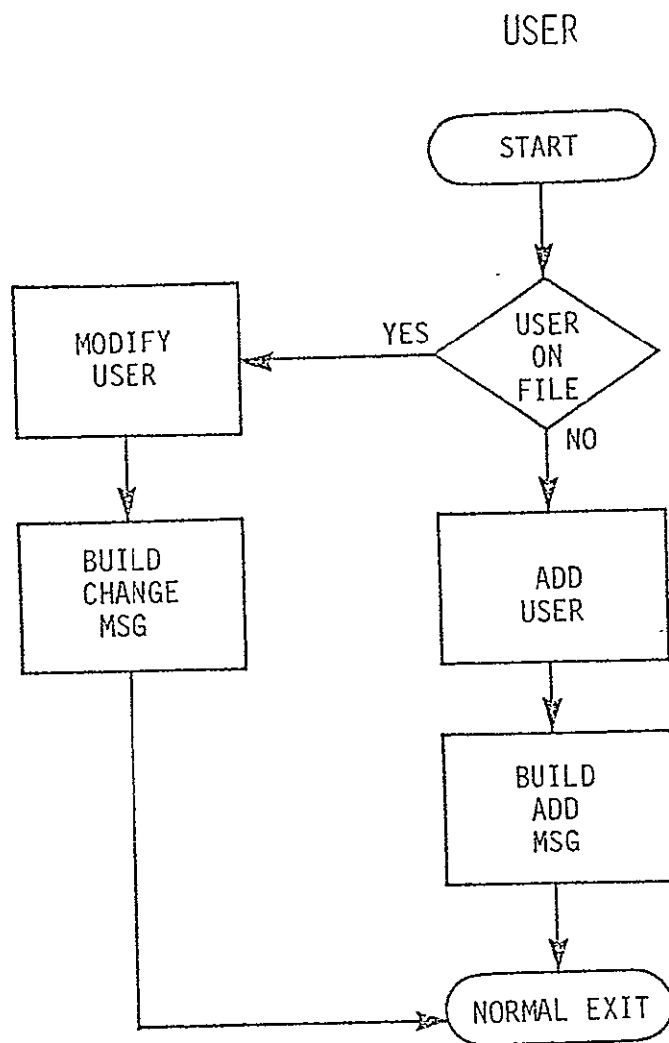 USER
START
USER
ON
FILE
YES
NO
MODIFY
USER
BUILD
CHANGE
MSG
ADD
USER
BUILD
ADD
MSG
NORMAL EXIT